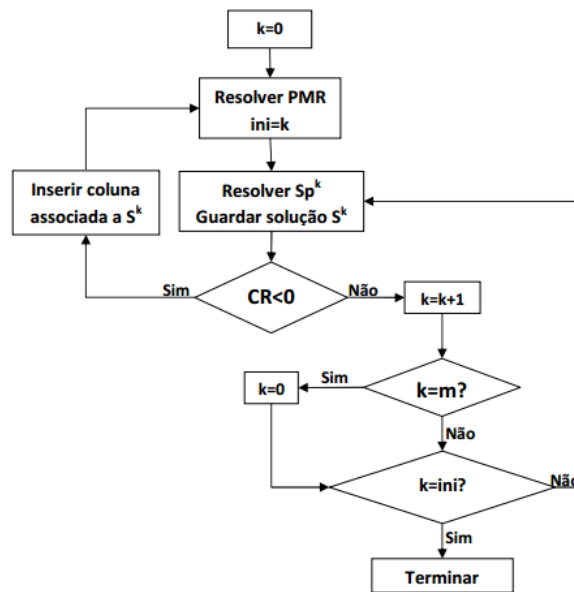 k=0
Resolver PMR
ini=k
Inserir coluna
associada a S^k
Resolver Sp^k
Guardar solução S^k
Sim
CR<0
Não
k=k+1
k=0
Sim
k=m?
Não
k=ini?
Não
Sim
Terminar